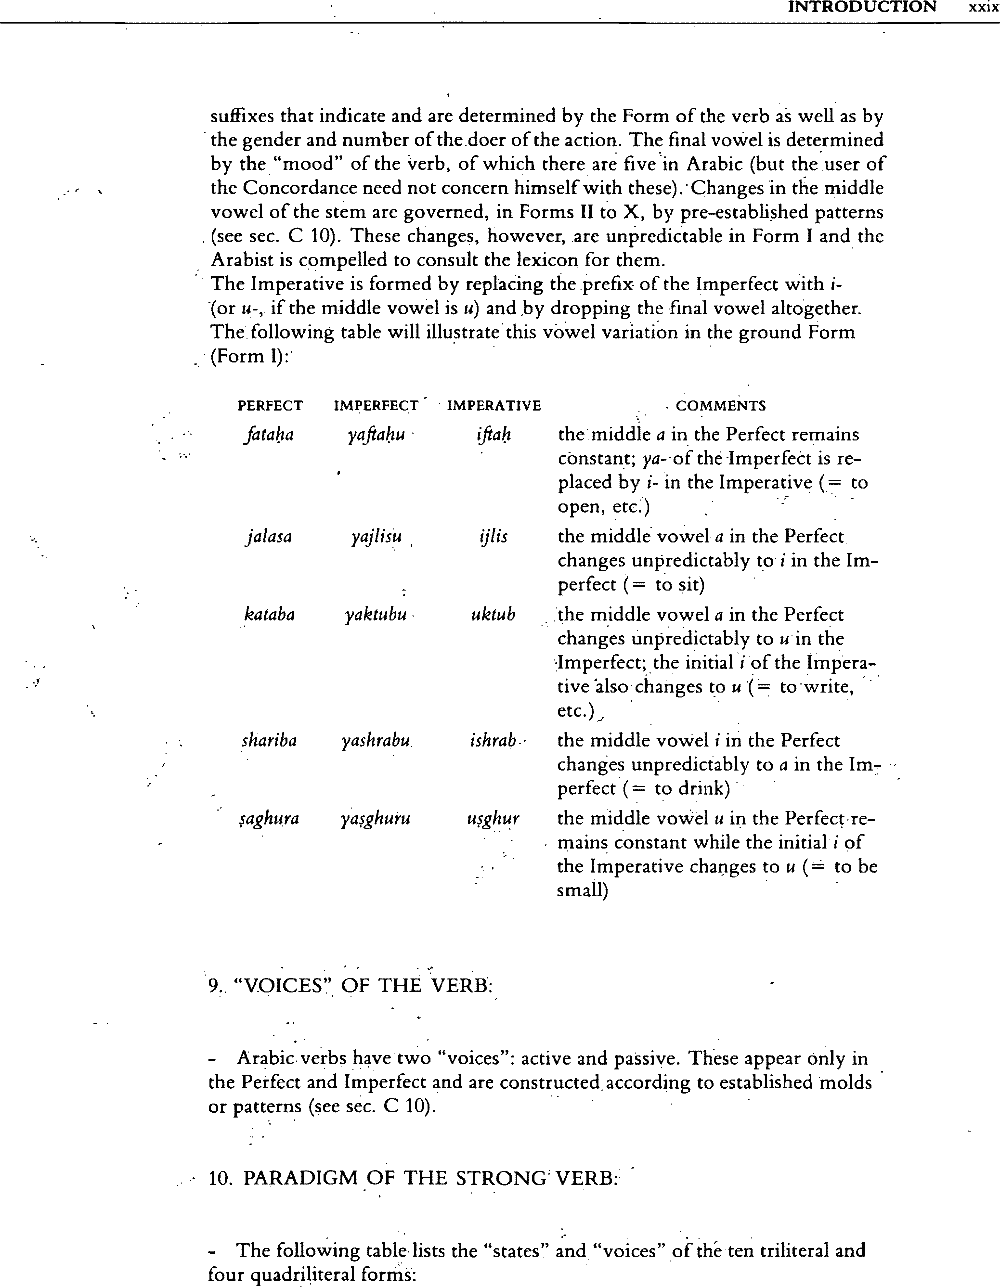 INTRODUCTION xxix
suffixes that indicate and are determined by the Form of the verb as well as by
the gender and number of the doer of the action. The final vowel is determined
by the "mood" of the verb, of which there are five in Arabic (but the user of
the Concordance need not concern himself with these). Changes in the middle
vowel of the stem are governed, in Forms II to X, by pre-established patterns
(see sec. C 10). These changes, however, are unpredictable in Form I and the
Arabist is compelled to consult the lexicon for them.
The Imperative is formed by replacing the prefix of the Imperfect with i-
(or u-, if the middle vowel is u) and by dropping the final vowel altogether.
The following table will illustrate this vowel variation in the ground Form
(Form I):
PERFECT IMPERFECT IMPERATIVE COMMENTS
fataḥa yaftaḥu iftaḥ the middle a in the Perfect remains
constant; ya- of the Imperfect is re-
placed by i- in the Imperative (= to
open, etc.)
jalasa yajlisu ijlis the middle vowel a in the Perfect
changes unpredictably to i in the Im-
perfect (= to sit)
kataba yaktubu uktub the middle vowel a in the Perfect
changes unpredictably to u in the
Imperfect; the initial i of the Impera-
tive also changes to u (= to write,
etc.)
shariba yashrabu ishrab the middle vowel i in the Perfect
changes unpredictably to a in the Im-
perfect (= to drink)
ṣaghura yaṣghuru uṣghur the middle vowel u in the Perfect re-
mains constant while the initial i of
the Imperative changes to u (= to be
small)
9. "VOICES" OF THE VERB:
- Arabic verbs have two "voices": active and passive. These appear only in
the Perfect and Imperfect and are constructed according to established molds
or patterns (see sec. C 10).
10. PARADIGM OF THE STRONG VERB:
- The following table lists the "states" and "voices" of the ten triliteral and
four quadriliteral forms: